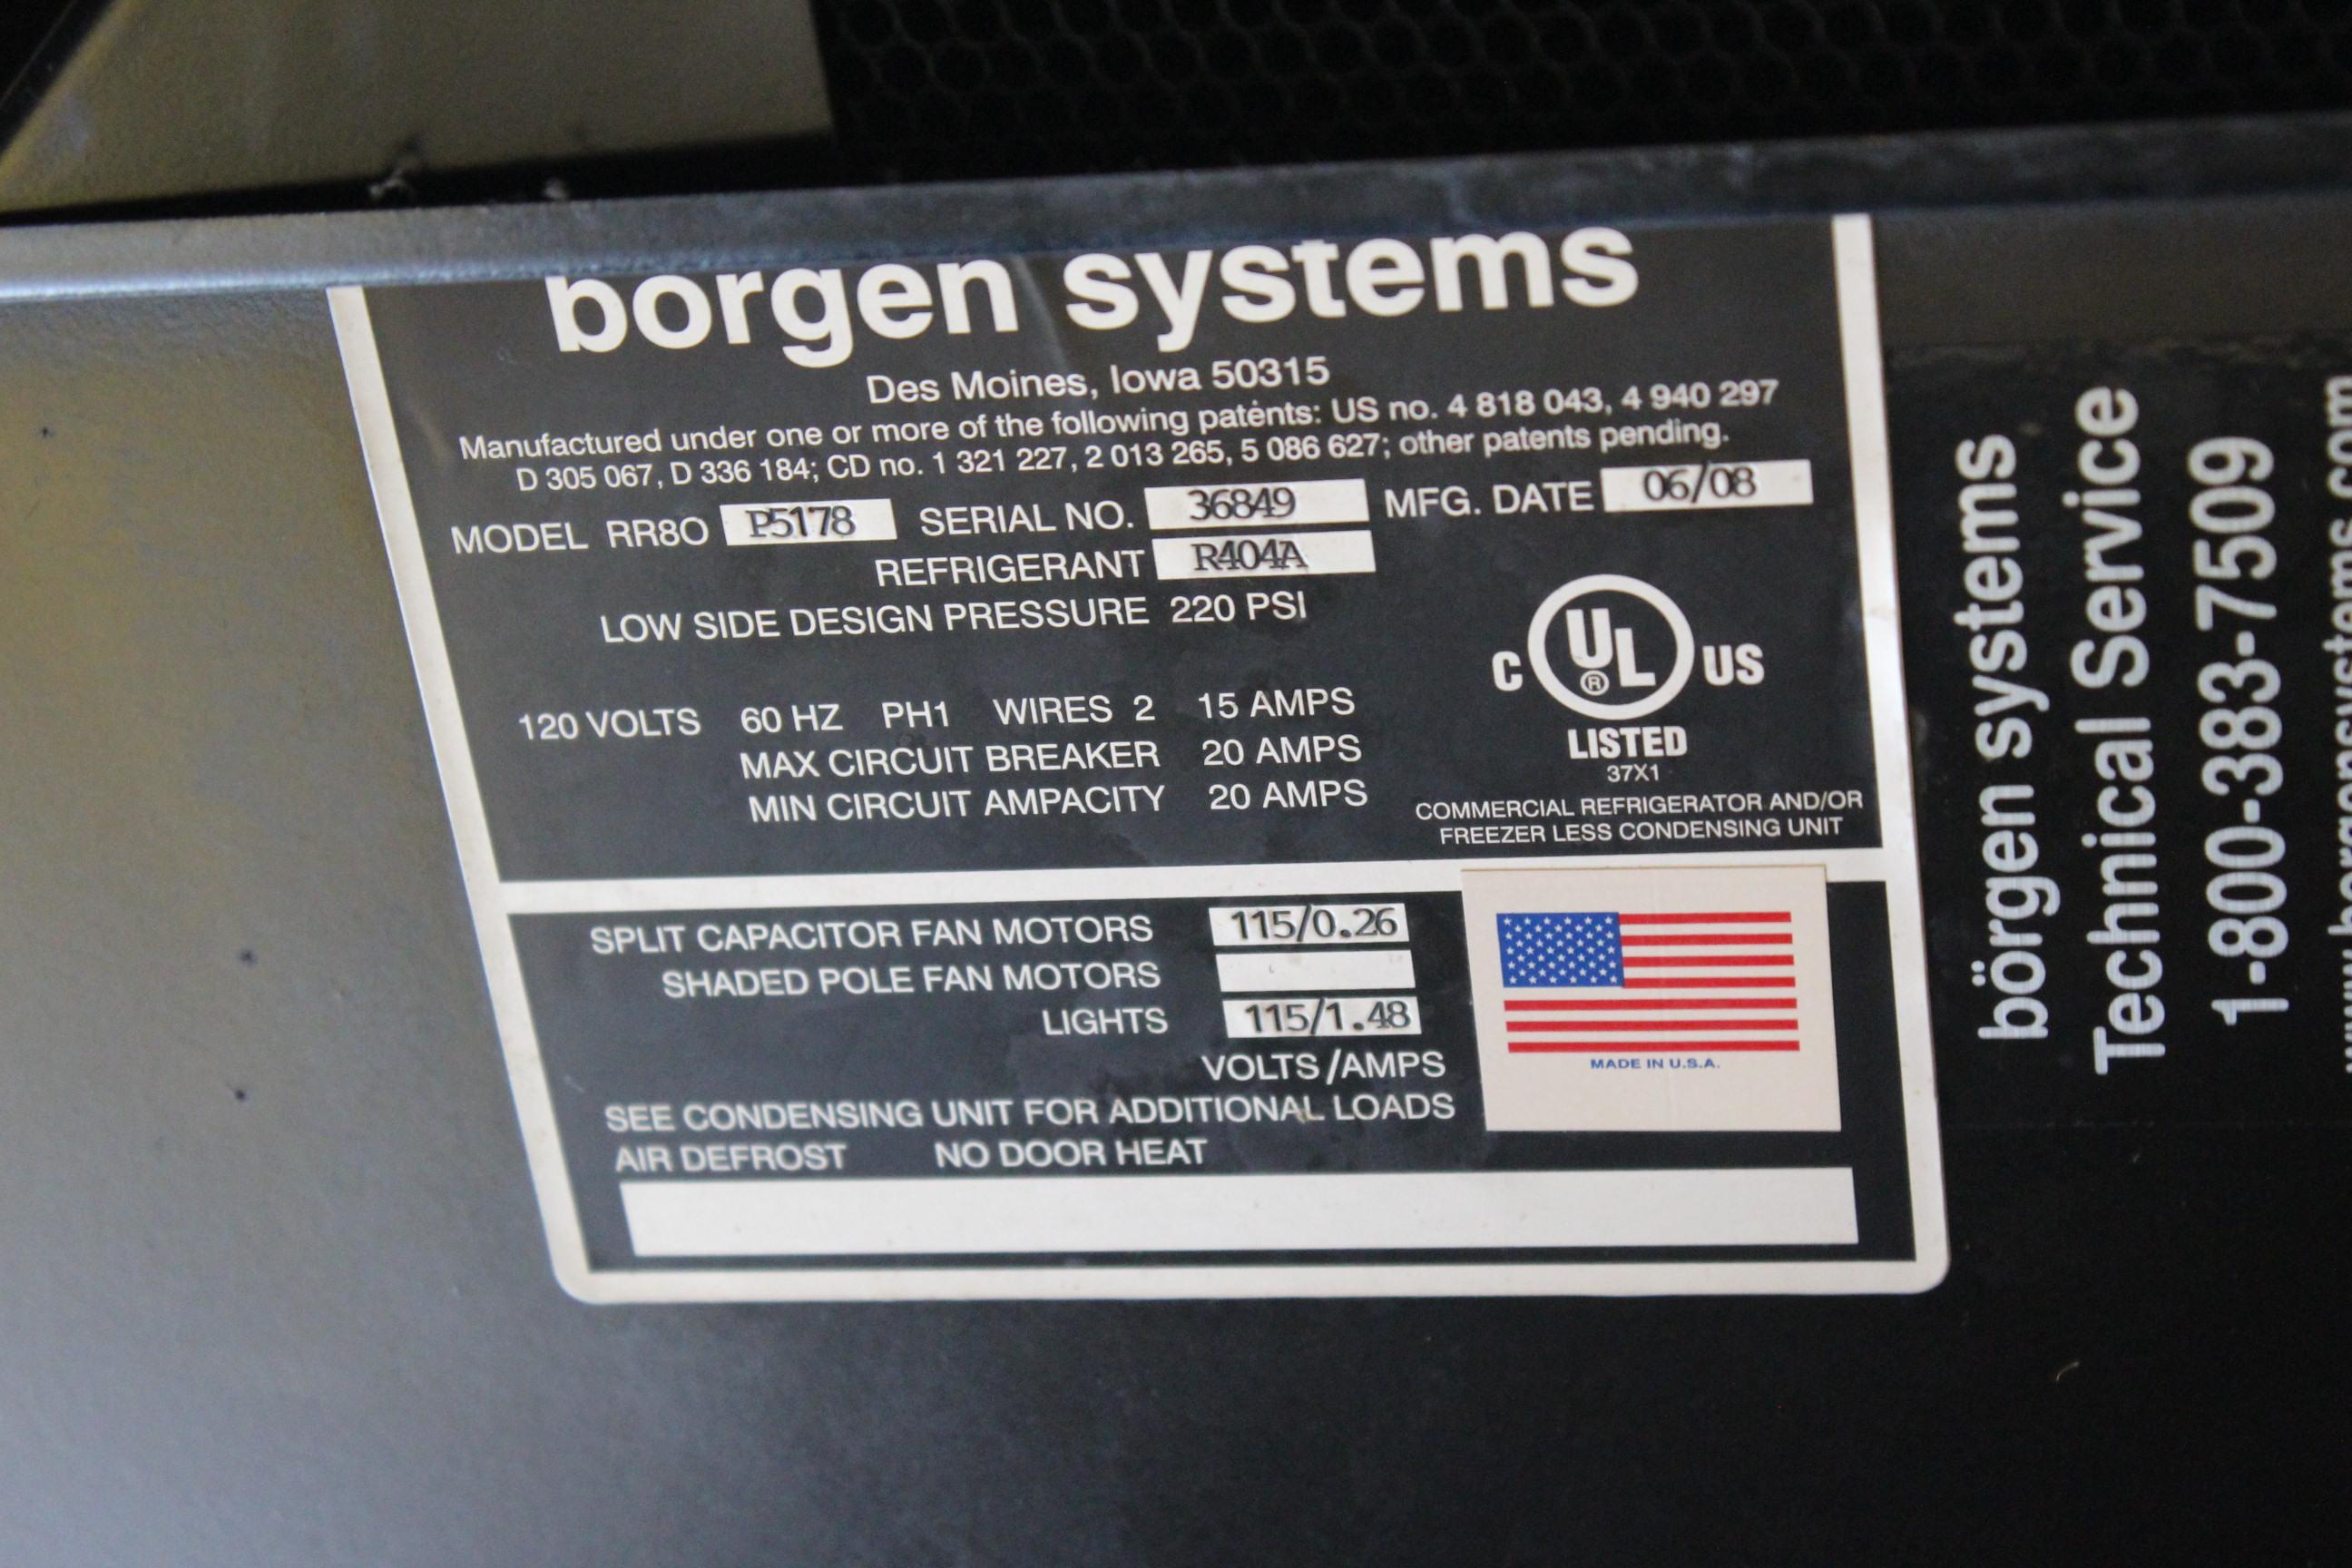 börgen systems
Des Moines, Iowa 50315
Manufactured under one or more of the following patents: US no. 4 818 043, 4 940 297
D 305 067, D 336 184; CD no. 1 321 227, 2 013 265, 5 086 627; other patents pending.
MODEL RR8O P5178 SERIAL NO. 36849 MFG. DATE 06/08
REFRIGERANT R404A
LOW SIDE DESIGN PRESSURE 220 PSI
120 VOLTS 60 HZ PH1 WIRES 2 15 AMPS
MAX CIRCUIT BREAKER 20 AMPS
MIN CIRCUIT AMPACITY 20 AMPS
C UL ® US
LISTED
37X1
COMMERCIAL REFRIGERATOR AND/OR
FREEZER LESS CONDENSING UNIT
SPLIT CAPACITOR FAN MOTORS 115/0.26
SHADED POLE FAN MOTORS
LIGHTS 115/1.48
VOLTS/AMPS
SEE CONDENSING UNIT FOR ADDITIONAL LOADS
AIR DEFROST NO DOOR HEAT
MADE IN U.S.A.
börgen systems
Technical Service
1-800-383-7509
www.borgensystems.com